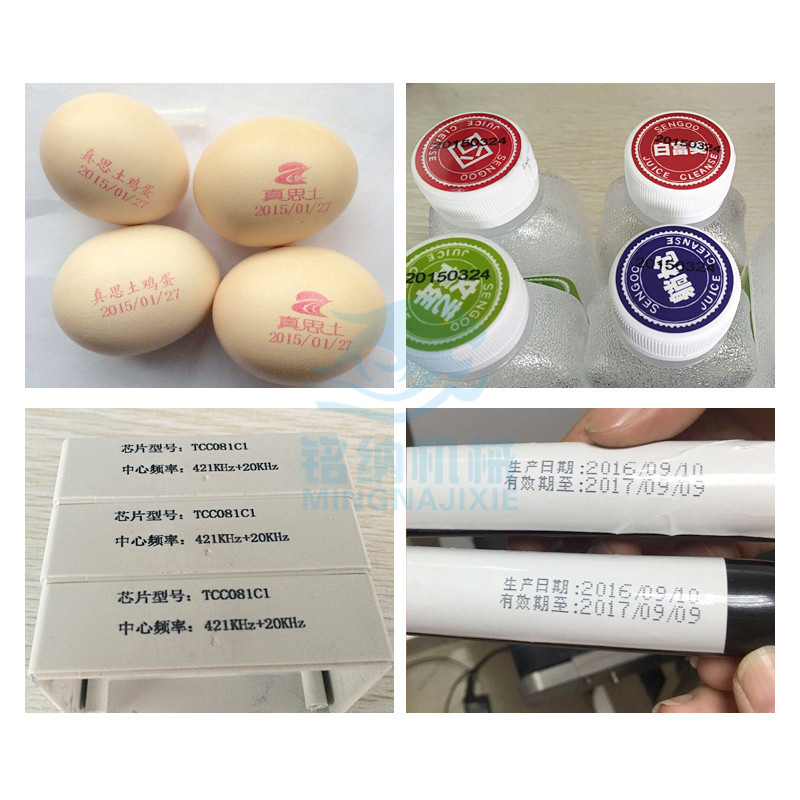 真思土鸡蛋
2015/01/27
真思土
2015/01/27
真思土鸡蛋
2015/01/27
真思土
2015/01/27
SENGOO
JUICE CLEANSE
20150324
SENGOO
JUICE CLEANSE
20150324
白富美
SENGOO
JUICE CLEANSE
20150324
SENGOO
JUICE CLEANSE
20150324
芯片型号：TCC081C1
中心频率：421KHz+20KHz
芯片型号：TCC081C1
中心频率：421KHz+20KHz
芯片型号：TCC081C1
中心频率：421KHz+20KHz
生产日期:2016/09/10
有效期至:2017/09/09
生产日期:2016/09/10
有效期至:2017/09/09
铭纳机械
MINGNAJIXIE